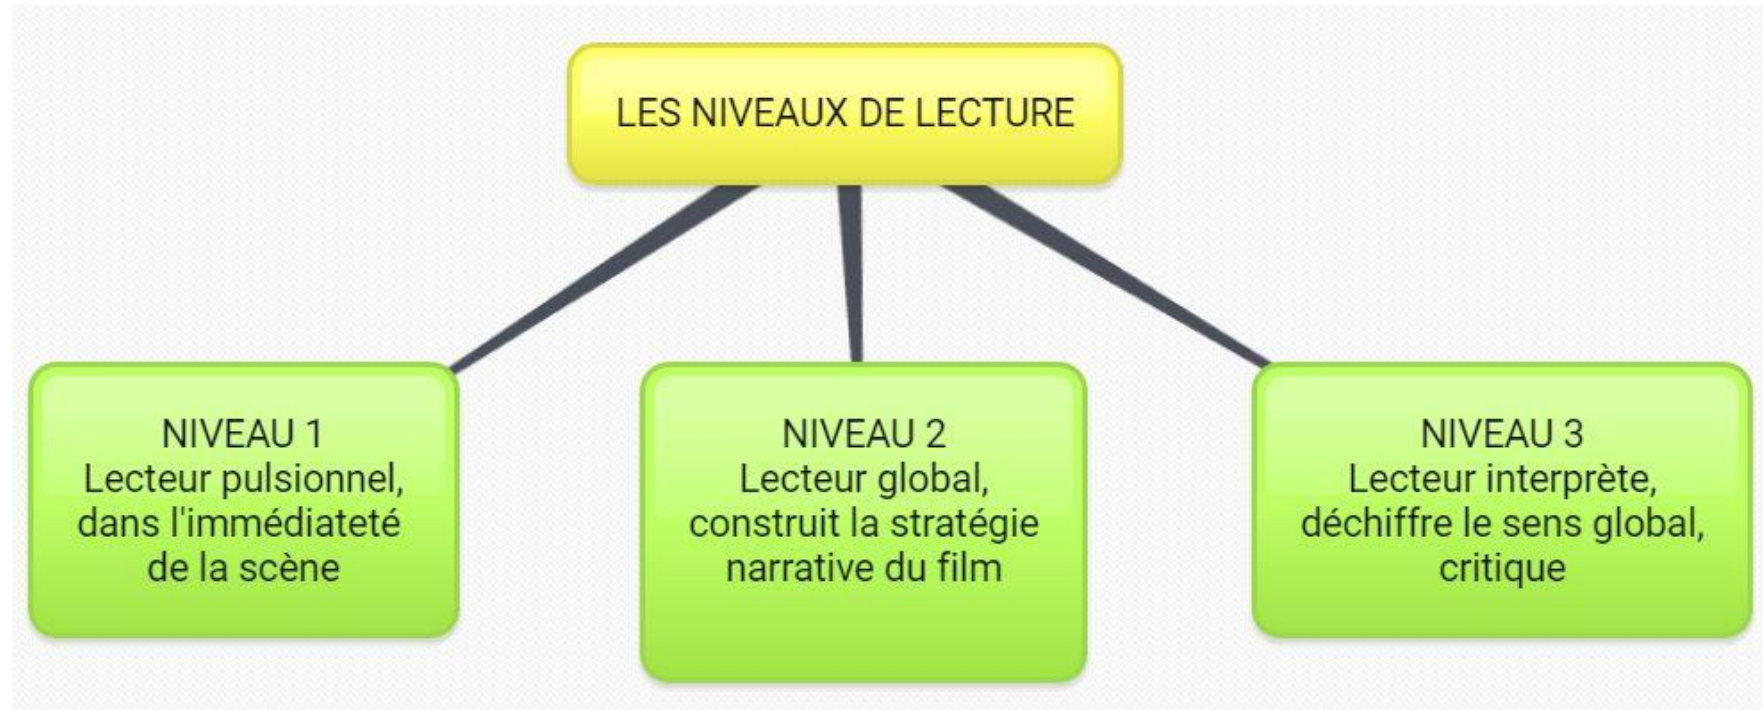 LES NIVEAUX DE LECTURE
NIVEAU 1
Lecteur pulsionnel,
dans l'immédiateté
de la scène
NIVEAU 2
Lecteur global,
construit la stratégie
narrative du film
NIVEAU 3
Lecteur interprète,
déchiffre le sens global,
critique